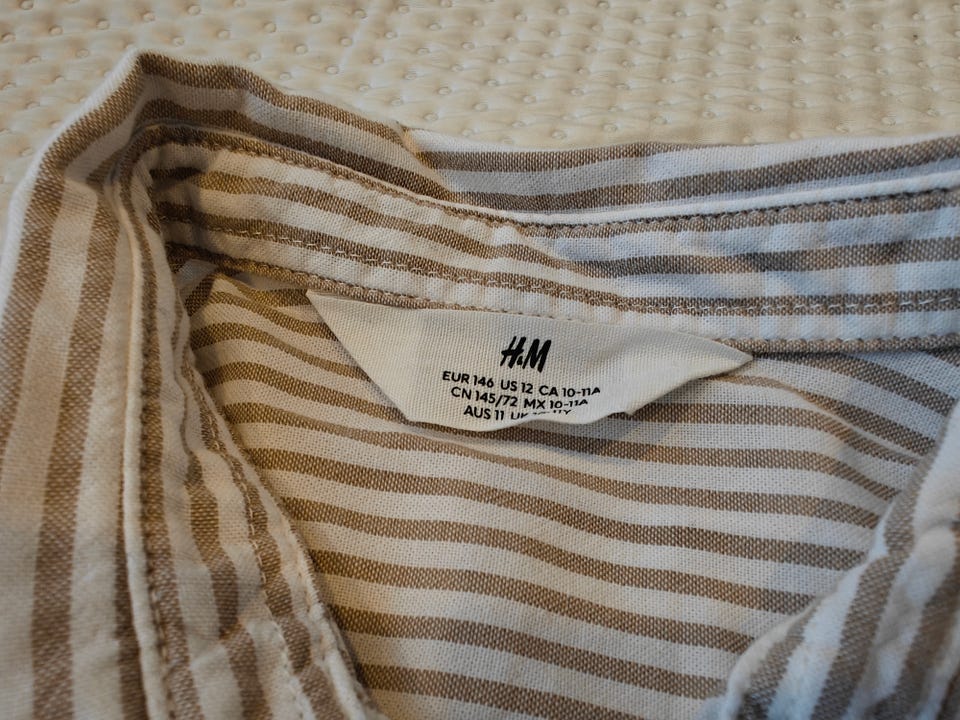 H&M
EUR 146 US 12 CA 10-11A
CN 145/72 MX 10-11A
AUS 11